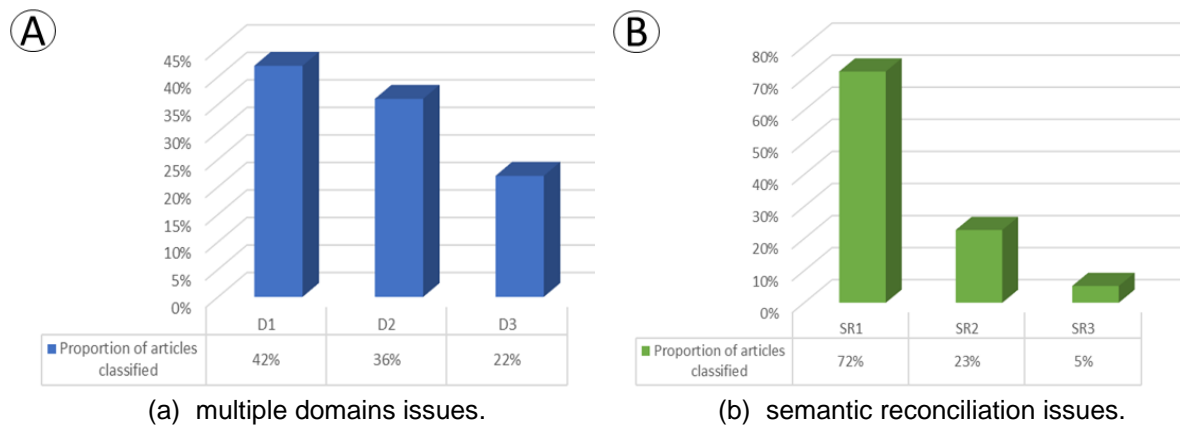 A
45%
40%
35%
30%
25%
20%
15%
10%
5%
0%
D1 D2 D3
Proportion of articles classified 42% 36% 22%
(a) multiple domains issues.
B
80%
70%
60%
50%
40%
30%
20%
10%
0%
SR1 SR2 SR3
Proportion of articles classified 72% 23% 5%
(b) semantic reconciliation issues.